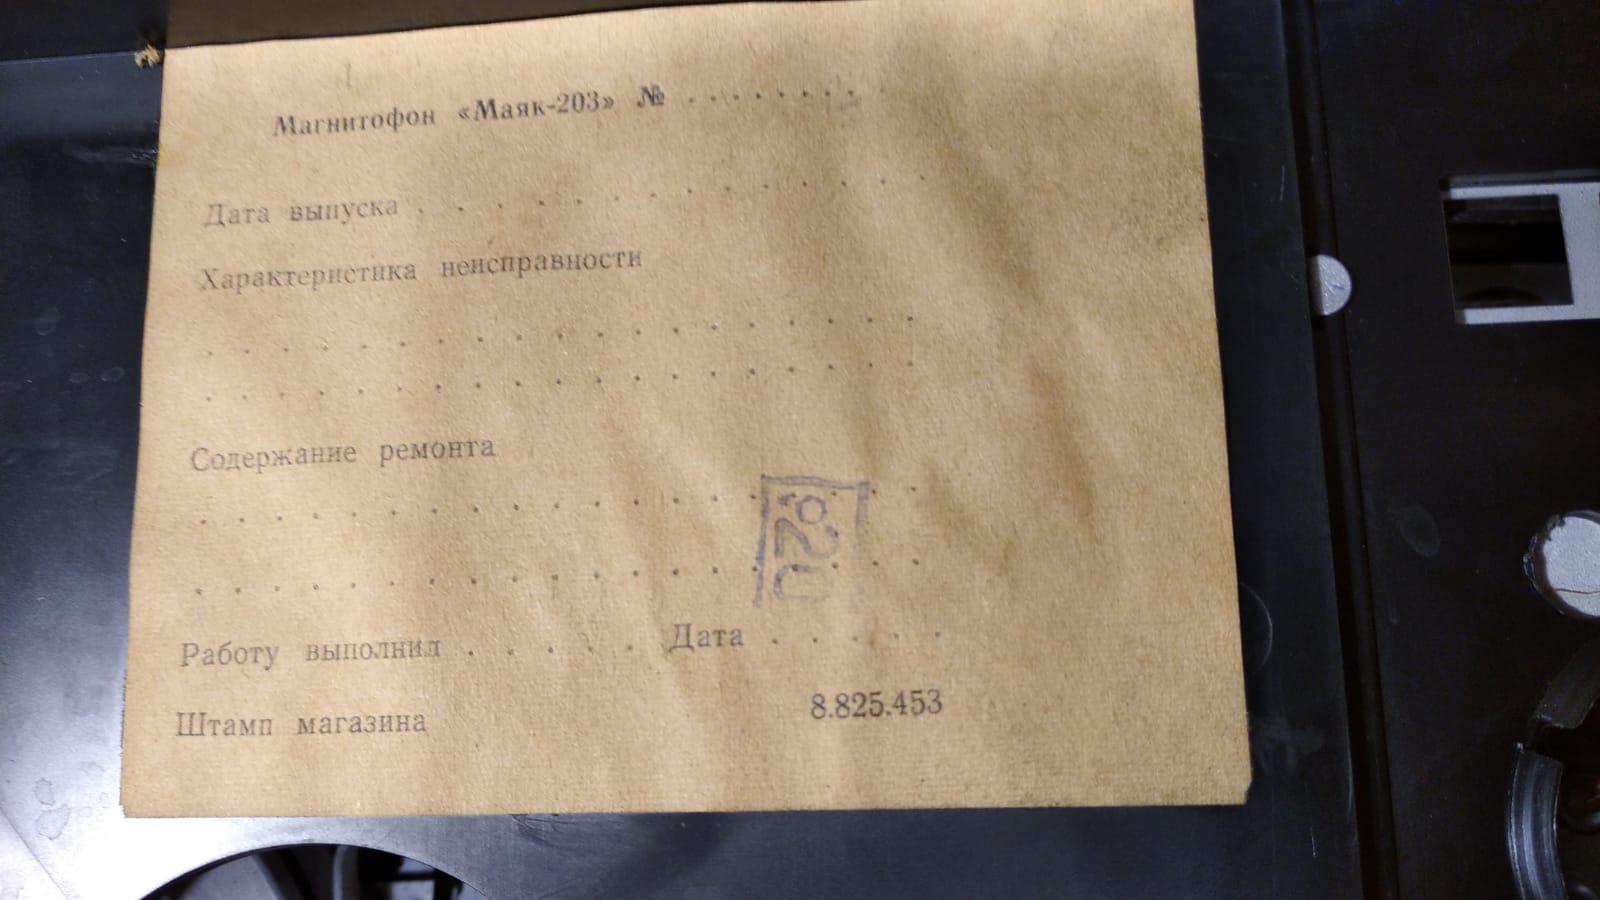 Магнитофон «Маяк-203» № . . . . . . . . .
Дата выпуска . . . . . . . . . . . . . .
Характеристика неисправности
. . . . . . . . . . . . . . . . . . .
. . . . . . . . . . . . . . . . . . .
Содержание ремонта
. . . . . . . . . . . . . . . . . . .
. . . . . . . . . . . . . . . . . . .
Работу выполнил . . . . . Дата . . . . .
Штамп магазина 8.825.453